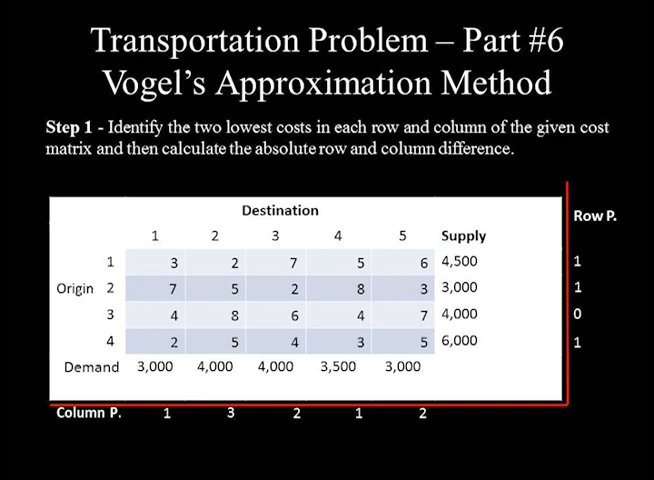 Transportation Problem – Part #6
Vogel's Approximation Method
Step 1 - Identify the two lowest costs in each row and column of the given cost
matrix and then calculate the absolute row and column difference.
Destination Row P.
1 2 3 4 5 Supply
1 3 2 7 5 6 4,500 1
Origin 2 7 5 2 8 3 3,000 1
3 4 8 6 4 7 4,000 0
4 2 5 4 3 5 6,000 1
Demand 3,000 4,000 4,000 3,500 3,000
Column P. 1 3 2 1 2